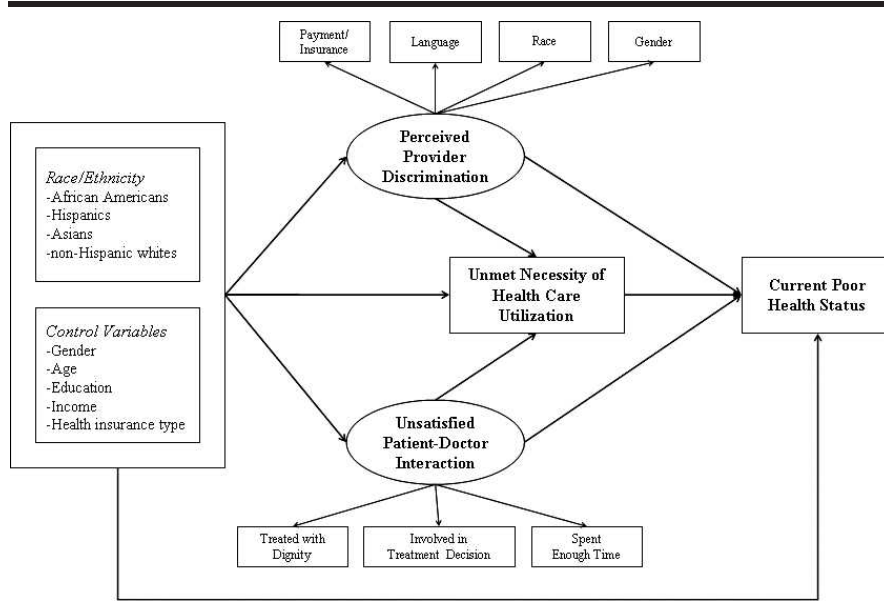 Payment/
Insurance
Language
Race
Gender
Perceived
Provider
Discrimination
Race/Ethnicity
-African Americans
-Hispanics
-Asians
-non-Hispanic whites
Unmet Necessity of
Health Care
Utilization
Current Poor
Health Status
Control Variables
-Gender
-Age
-Education
-Income
-Health insurance type
Unsatisfied
Patient-Doctor
Interaction
Treated with
Dignity
Involved in
Treatment Decision
Spent
Enough Time